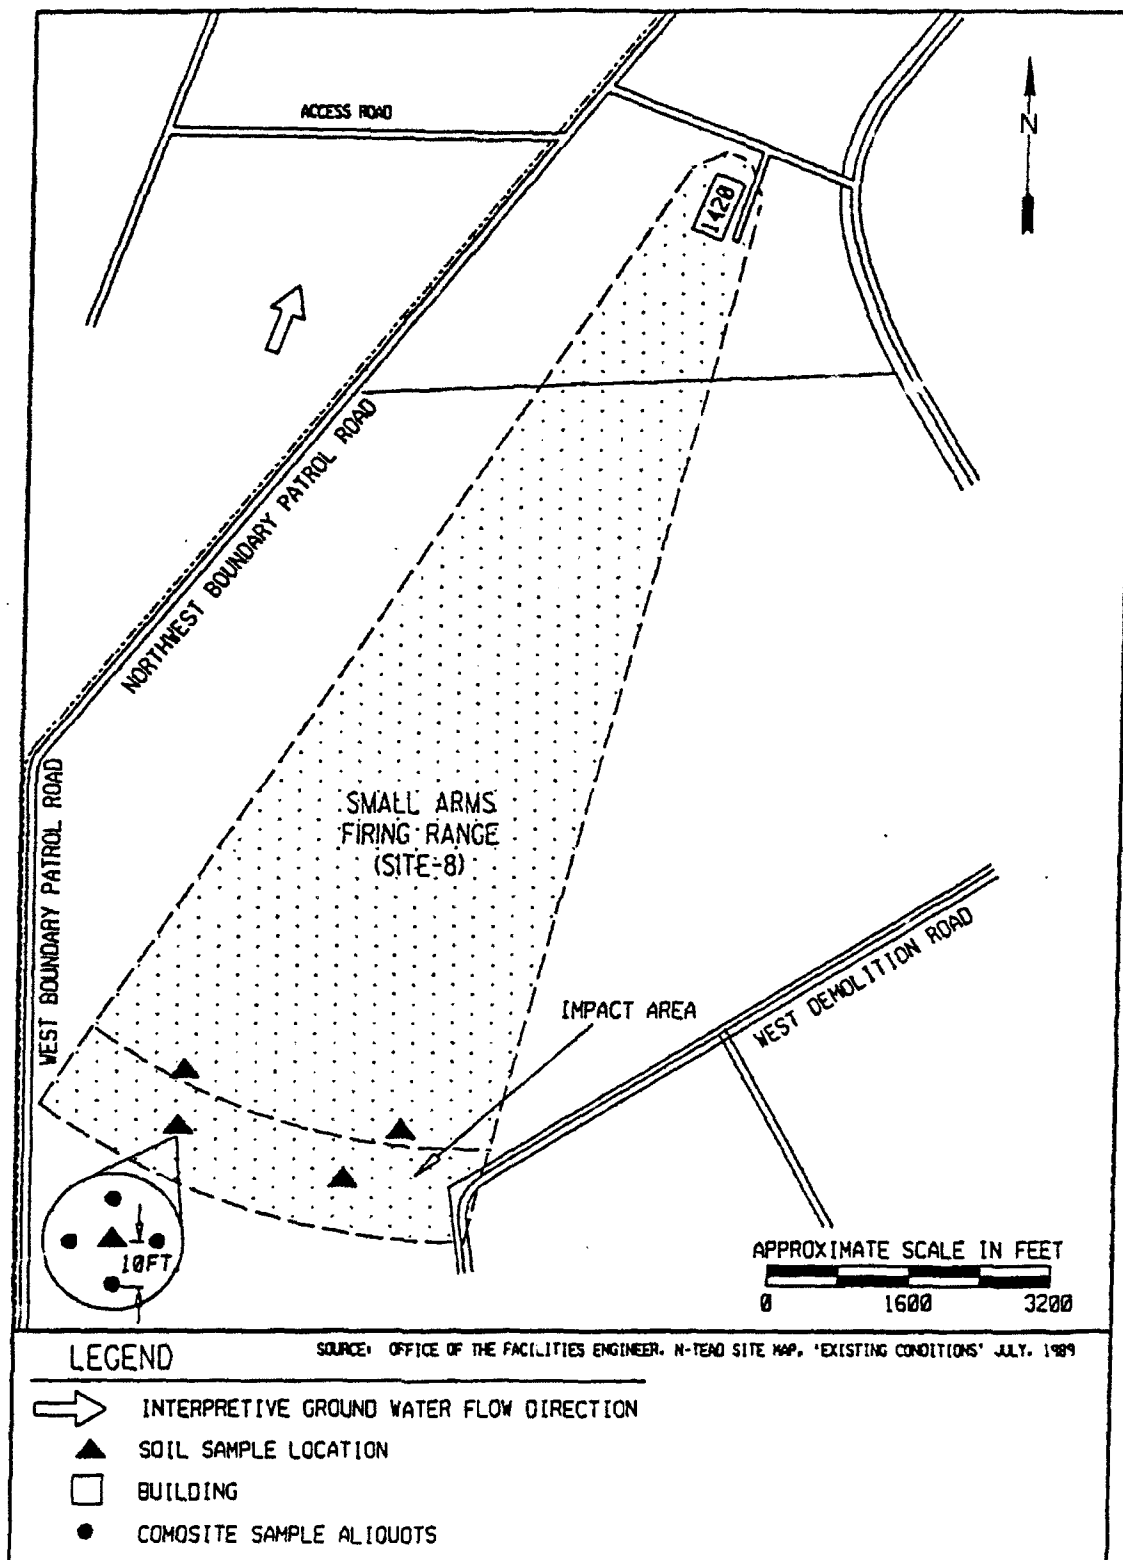 ACCESS ROAD
N
1420
NORTHWEST BOUNDARY PATROL ROAD
WEST BOUNDARY PATROL ROAD
SMALL ARMS
FIRING RANGE
(SITE-8)
IMPACT AREA
WEST DEMOLITION ROAD
10FT.
APPROXIMATE SCALE IN FEET
0 1600 3200
LEGEND
SOURCE: OFFICE OF THE FACILITIES ENGINEER. N-TEAD SITE MAP. 'EXISTING CONDITIONS' JULY. 1989
INTERPRETIVE GROUND WATER FLOW DIRECTION
SOIL SAMPLE LOCATION
BUILDING
COMOSITE SAMPLE ALIQUOTS